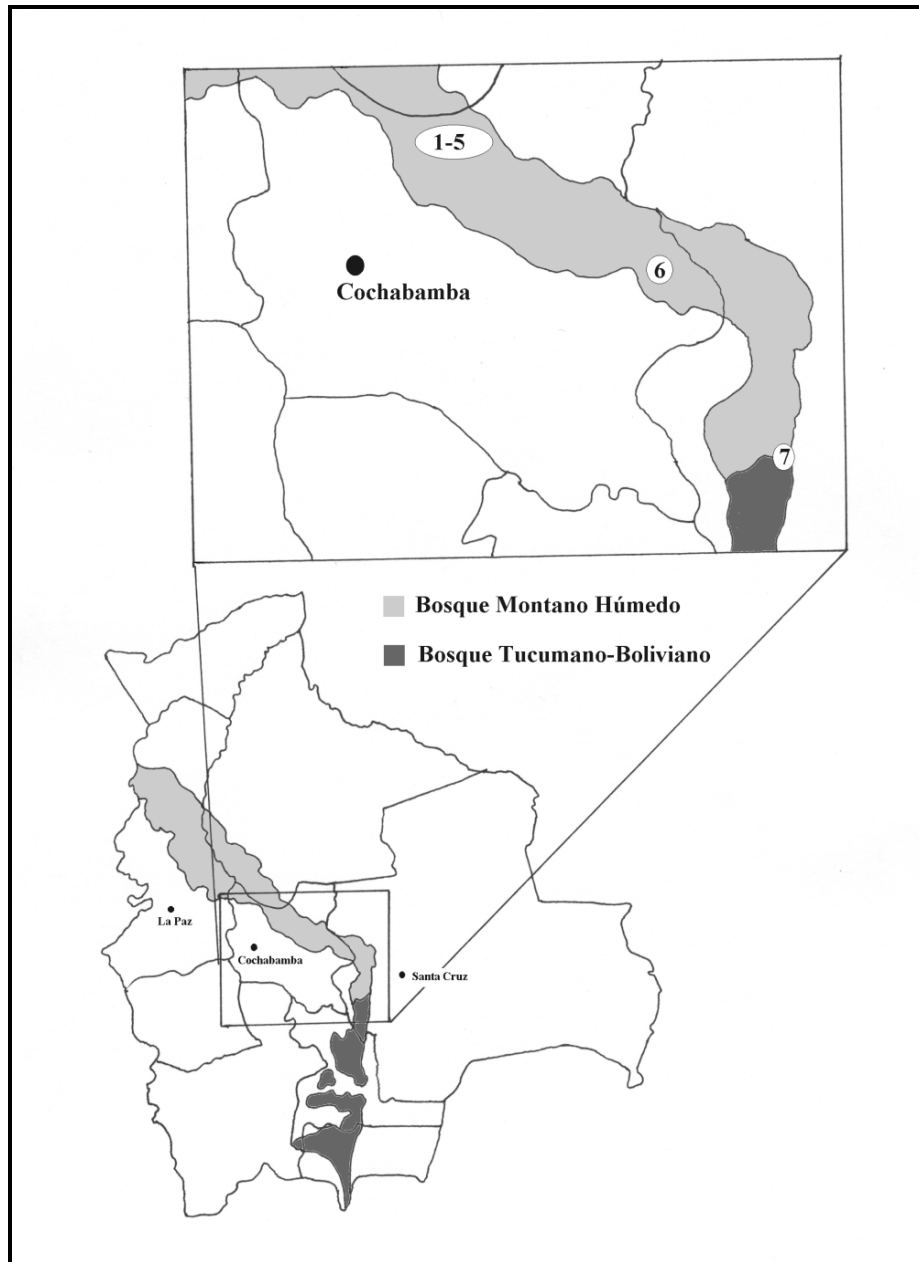 1-5
6
Cochabamba
7
Bosque Montano Húmedo
Bosque Tucumano-Boliviano
La Paz
Cochabamba
Santa Cruz